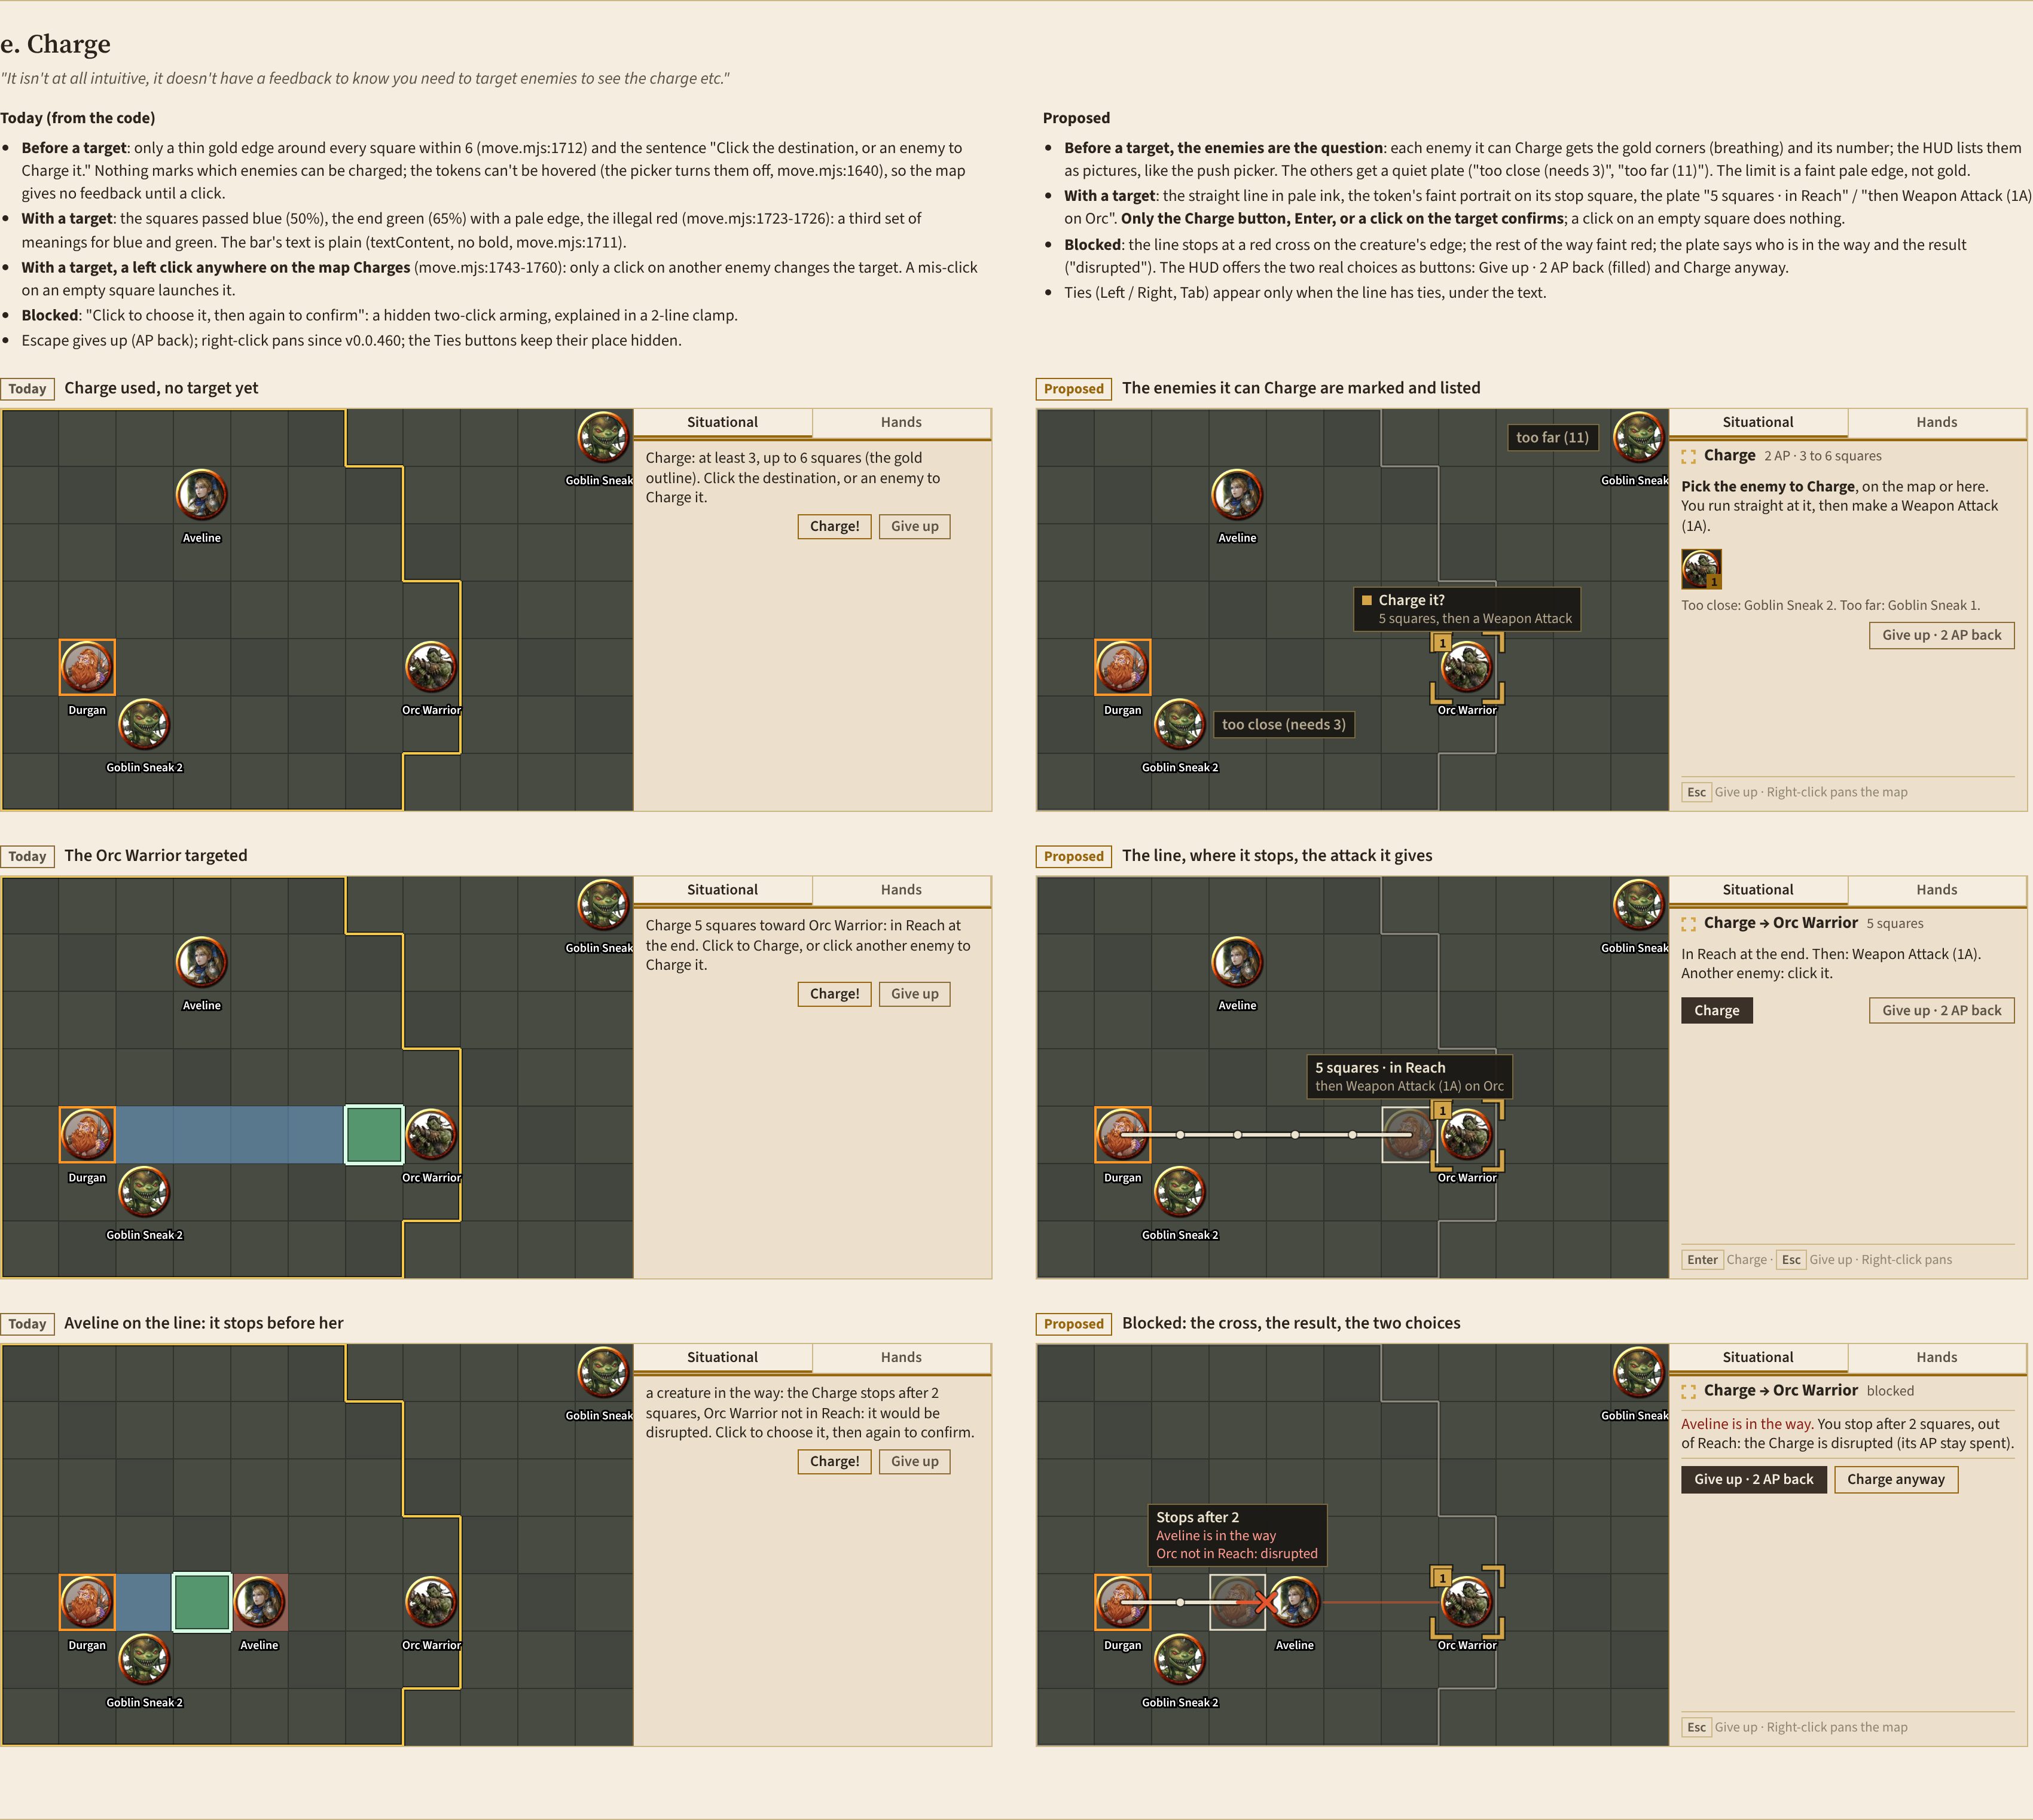 e. Charge
"It isn't at all intuitive, it doesn't have a feedback to know you need to target enemies to see the charge etc."
Today (from the code)
• Before a target: only a thin gold edge around every square within 6 (move.mjs:1712) and the sentence "Click the destination, or an enemy to
Charge it." Nothing marks which enemies can be charged; the tokens can't be hovered (the picker turns them off, move.mjs:1640), so the map
gives no feedback until a click.
• With a target: the squares passed blue (50%), the end green (65%) with a pale edge, the illegal red (move.mjs:1723-1726): a third set of
meanings for blue and green. The bar's text is plain (textContent, no bold, move.mjs:1711).
• With a target, a left click anywhere on the map Charges (move.mjs:1743-1760): only a click on another enemy changes the target. A mis-click
on an empty square launches it.
• Blocked: "Click to choose it, then again to confirm": a hidden two-click arming, explained in a 2-line clamp.
• Escape gives up (AP back); right-click pans since v0.0.460; the Ties buttons keep their place hidden.
Proposed
• Before a target, the enemies are the question: each enemy it can Charge gets the gold corners (breathing) and its number; the HUD lists them
as pictures, like the push picker. The others get a quiet plate ("too close (needs 3)", "too far (11)"). The limit is a faint pale edge, not gold.
• With a target: the straight line in pale ink, the token's faint portrait on its stop square, the plate "5 squares · in Reach" / "then Weapon Attack (1A)
on Orc". Only the Charge button, Enter, or a click on the target confirms; a click on an empty square does nothing.
• Blocked: the line stops at a red cross on the creature's edge; the rest of the way faint red; the plate says who is in the way and the result
("disrupted"). The HUD offers the two real choices as buttons: Give up · 2 AP back (filled) and Charge anyway.
• Ties (Left / Right, Tab) appear only when the line has ties, under the text.
Today Charge used, no target yet
Goblin Sneak
Aveline
Durgan
Orc Warrior
Goblin Sneak 2
Situational Hands
Charge: at least 3, up to 6 squares (the gold
outline). Click the destination, or an enemy to
Charge it.
Charge! Give up
Proposed The enemies it can Charge are marked and listed
too far (11)
Goblin Sneak
Aveline
Charge it?
5 squares, then a Weapon Attack
1
Durgan
Orc Warrior
too close (needs 3)
Goblin Sneak 2
Situational Hands
Charge 2 AP · 3 to 6 squares
Pick the enemy to Charge, on the map or here.
You run straight at it, then make a Weapon Attack
(1A).
1
Too close: Goblin Sneak 2. Too far: Goblin Sneak 1.
Give up · 2 AP back
Esc Give up · Right-click pans the map
Today The Orc Warrior targeted
Goblin Sneak
Aveline
Durgan
Orc Warrior
Goblin Sneak 2
Situational Hands
Charge 5 squares toward Orc Warrior: in Reach at
the end. Click to Charge, or click another enemy to
Charge it.
Charge! Give up
Proposed The line, where it stops, the attack it gives
Goblin Sneak
Aveline
5 squares · in Reach
then Weapon Attack (1A) on Orc
1
Durgan
Orc Warrior
Goblin Sneak 2
Situational Hands
Charge → Orc Warrior 5 squares
In Reach at the end. Then: Weapon Attack (1A).
Another enemy: click it.
Charge Give up · 2 AP back
Enter Charge · Esc Give up · Right-click pans
Today Aveline on the line: it stops before her
Goblin Sneak
Durgan
Aveline
Orc Warrior
Goblin Sneak 2
Situational Hands
a creature in the way: the Charge stops after 2
squares, Orc Warrior not in Reach: it would be
disrupted. Click to choose it, then again to confirm.
Charge! Give up
Proposed Blocked: the cross, the result, the two choices
Goblin Sneak
Stops after 2
Aveline is in the way
Orc not in Reach: disrupted
1
Durgan
Aveline
Orc Warrior
Goblin Sneak 2
Situational Hands
Charge → Orc Warrior blocked
Aveline is in the way. You stop after 2 squares, out
of Reach: the Charge is disrupted (its AP stay spent).
Give up · 2 AP back Charge anyway
Esc Give up · Right-click pans the map